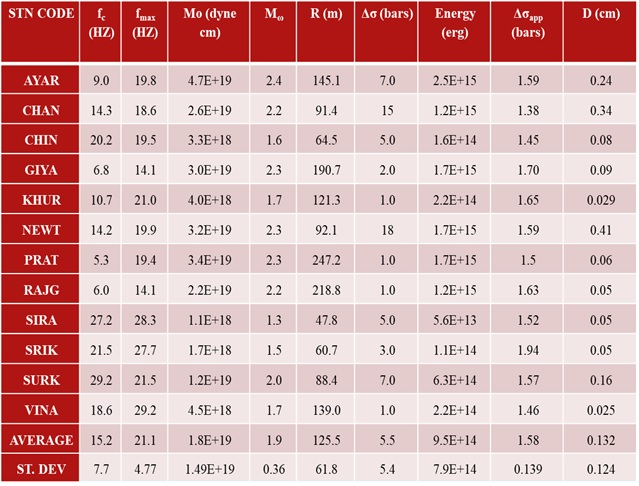 STN CODE fc (HZ) fmax (HZ) Mo (dyne cm) Mω R (m) Δσ (bars) Energy (erg) Δσapp (bars) D (cm)
AYAR 9.0 19.8 4.7E+19 2.4 145.1 7.0 2.5E+15 1.59 0.24
CHAN 14.3 18.6 2.6E+19 2.2 91.4 15 1.2E+15 1.38 0.34
CHIN 20.2 19.5 3.3E+18 1.6 64.5 5.0 1.6E+14 1.45 0.08
GIYA 6.8 14.1 3.0E+19 2.3 190.7 2.0 1.7E+15 1.70 0.09
KHUR 10.7 21.0 4.0E+18 1.7 121.3 1.0 2.2E+14 1.65 0.029
NEWT 14.2 19.9 3.2E+19 2.3 92.1 18 1.7E+15 1.59 0.41
PRAT 5.3 19.4 3.4E+19 2.3 247.2 1.0 1.7E+15 1.5 0.06
RAJG 6.0 14.1 2.2E+19 2.2 218.8 1.0 1.2E+15 1.63 0.05
SIRA 27.2 28.3 1.1E+18 1.3 47.8 5.0 5.6E+13 1.52 0.05
SRIK 21.5 27.7 1.7E+18 1.5 60.7 3.0 1.1E+14 1.94 0.05
SURK 29.2 21.5 1.2E+19 2.0 88.4 7.0 6.3E+14 1.57 0.16
VINA 18.6 29.2 4.5E+18 1.7 139.0 1.0 2.2E+14 1.46 0.025
AVERAGE 15.2 21.1 1.8E+19 1.9 125.5 5.5 9.5E+14 1.58 0.132
ST. DEV 7.7 4.77 1.49E+19 0.36 61.8 5.4 7.9E+14 0.139 0.124